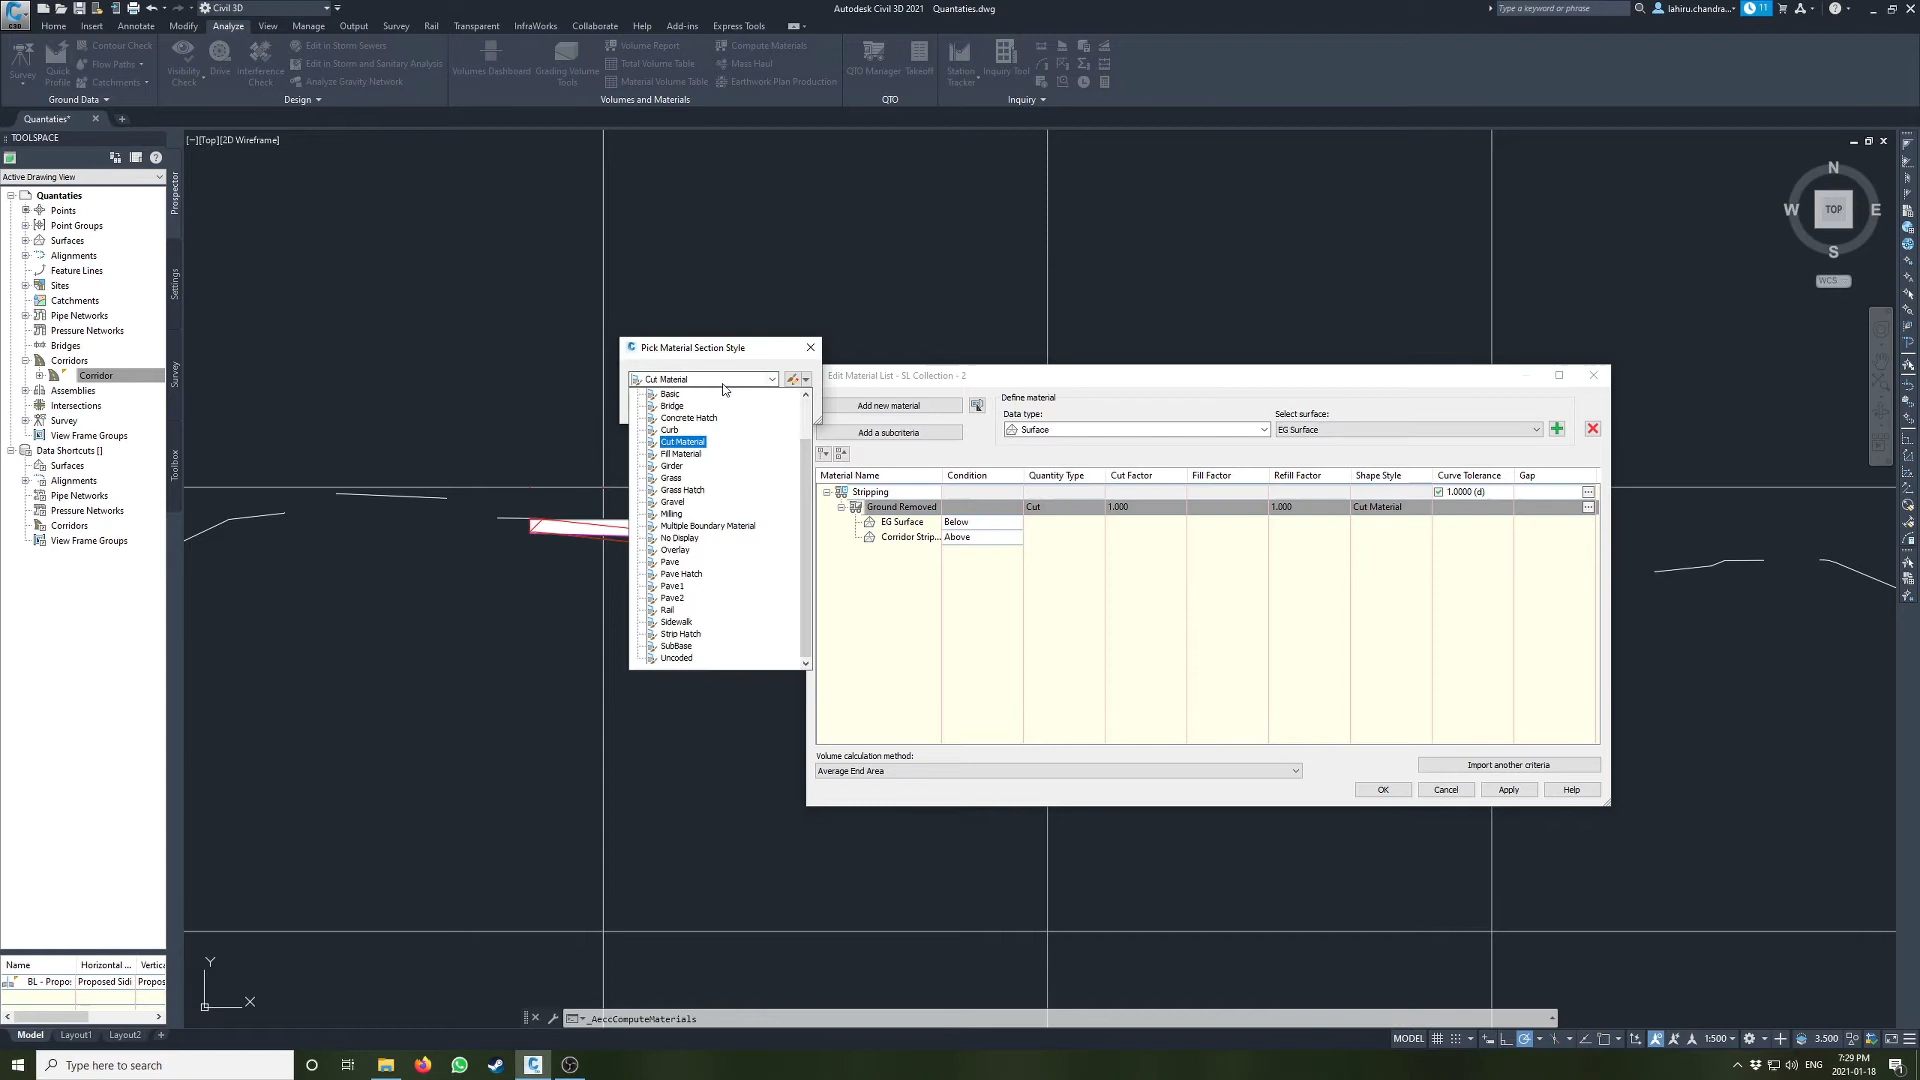 Civil 3D
Autodesk Civil 3D 2021 Quantaties.dwg
Type a keyword or phrase
lahiru.chandra...
11
C3D
Home Insert Annotate Modify Analyze View Manage Output Survey Rail Transparent InfraWorks Collaborate Help Add-ins Express Tools
Contour Check
Flow Paths
Catchments
Survey
Quick Profile
Visibility Check
Drive
Interference Check
Edit in Storm Sewers
Edit in Storm and Sanitary Analysis
Analyze Gravity Network
Volumes Dashboard
Grading Volume Tools
Volume Report
Total Volume Table
Material Volume Table
Compute Materials
Mass Haul
Earthwork Plan Production
QTO Manager
Takeoff
Station Tracker
Inquiry Tool
Ground Data
Design
Volumes and Materials
QTO
Inquiry
Quantaties*
TOOLSPACE
Active Drawing View
Quantaties
Points
Point Groups
Surfaces
Alignments
Feature Lines
Sites
Catchments
Pipe Networks
Pressure Networks
Bridges
Corridors
Corridor
Assemblies
Intersections
Survey
View Frame Groups
Data Shortcuts []
Surfaces
Alignments
Pipe Networks
Pressure Networks
Corridors
View Frame Groups
Prospector
Settings
Survey
Toolbox
Name Horizontal ... Vertica
BL - Propo: Proposed Sidi Propos
[−][Top][2D Wireframe]
N
W TOP E
S
WCS
Pick Material Section Style
Cut Material
Basic
Bridge
Concrete Hatch
Curb
Cut Material
Fill Material
Girder
Grass
Grass Hatch
Gravel
Milling
Multiple Boundary Material
No Display
Overlay
Pave
Pave Hatch
Pave1
Pave2
Rail
Sidewalk
Strip Hatch
SubBase
Uncoded
Edit Material List - SL Collection - 2
Add new material
Add a subcriteria
Define material
Data type:
Surface
Select surface:
EG Surface
Material Name Condition Quantity Type Cut Factor Fill Factor Refill Factor Shape Style Curve Tolerance Gap
Stripping 1.0000 (d) ...
Ground Removed Cut 1.000 1.000 Cut Material ...
EG Surface Below
Corridor Strip... Above
Volume calculation method:
Average End Area
Import another criteria
OK Cancel Apply Help
Y
X
_AeccComputeMaterials
Model Layout1 Layout2
MODEL
1:500
3.500
Type here to search
ENG
7:29 PM
2021-01-18